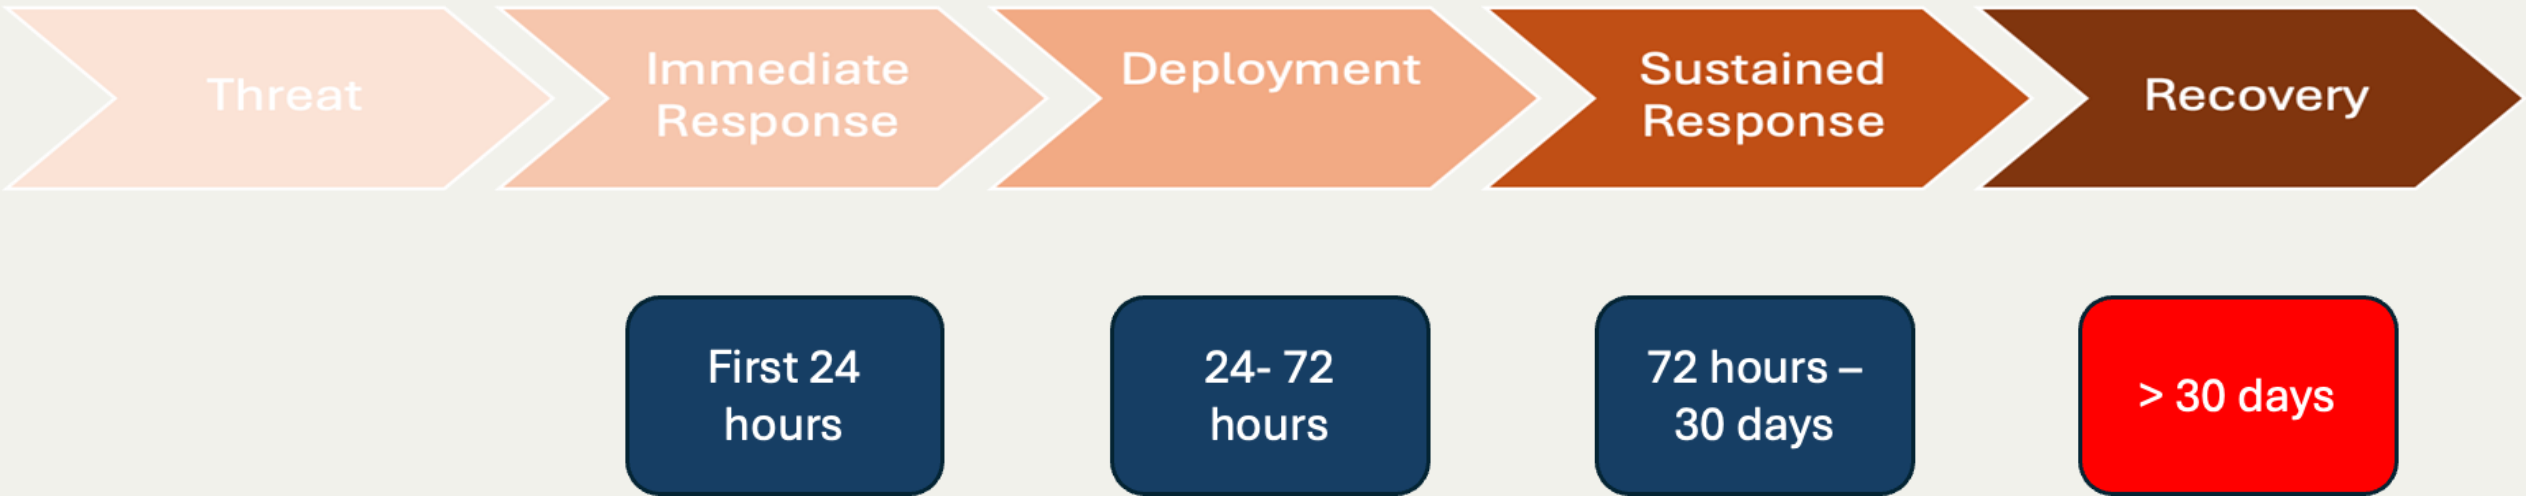 Threat
Immediate
Response
Deployment
Sustained
Response
Recovery
First 24
hours
24- 72
hours
72 hours –
30 days
> 30 days